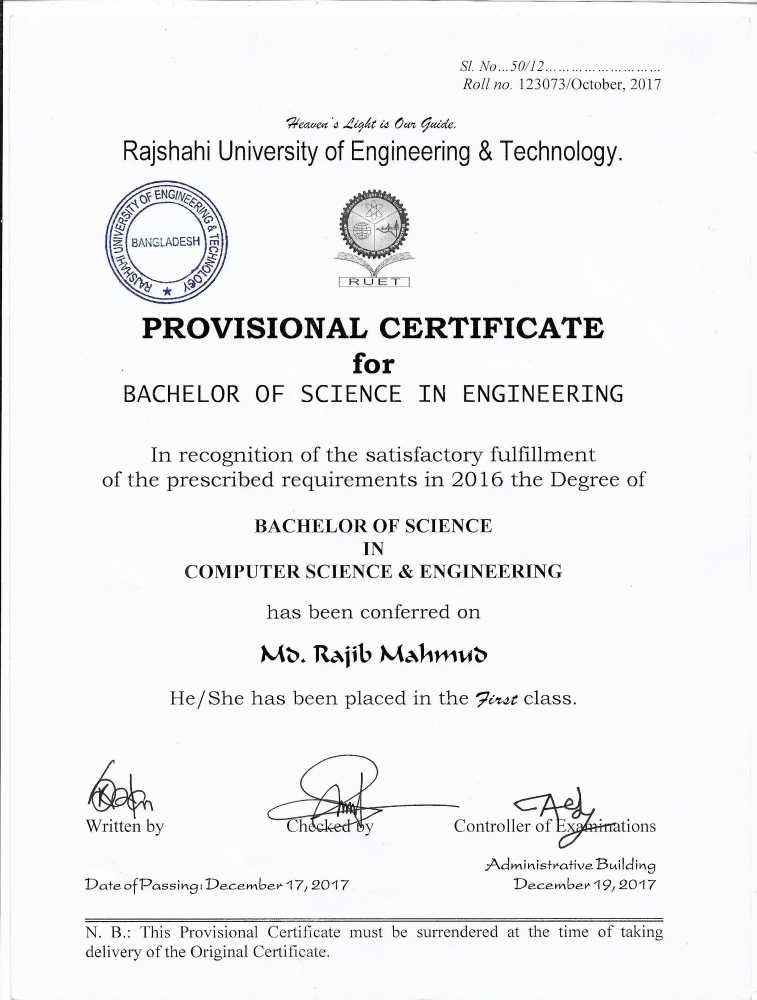 Sl. No...50/12...........................
Roll no. 123073/October, 2017
Heaven's Light is Our Guide.
Rajshahi University of Engineering & Technology.
RAJSHAHI UNIVERSITY OF ENGINEERING & TECHNOLOGY
BANGLADESH
RUET
PROVISIONAL CERTIFICATE
for
BACHELOR OF SCIENCE IN ENGINEERING
In recognition of the satisfactory fulfillment
of the prescribed requirements in 2016 the Degree of
BACHELOR OF SCIENCE
IN
COMPUTER SCIENCE & ENGINEERING
has been conferred on
Md. Rajib Mahmud
He/She has been placed in the First class.
Written by
Checked by
Controller of Examinations
Administrative Building
Date of Passing: December 17, 2017
December 19, 2017
N. B.: This Provisional Certificate must be surrendered at the time of taking
delivery of the Original Certificate.